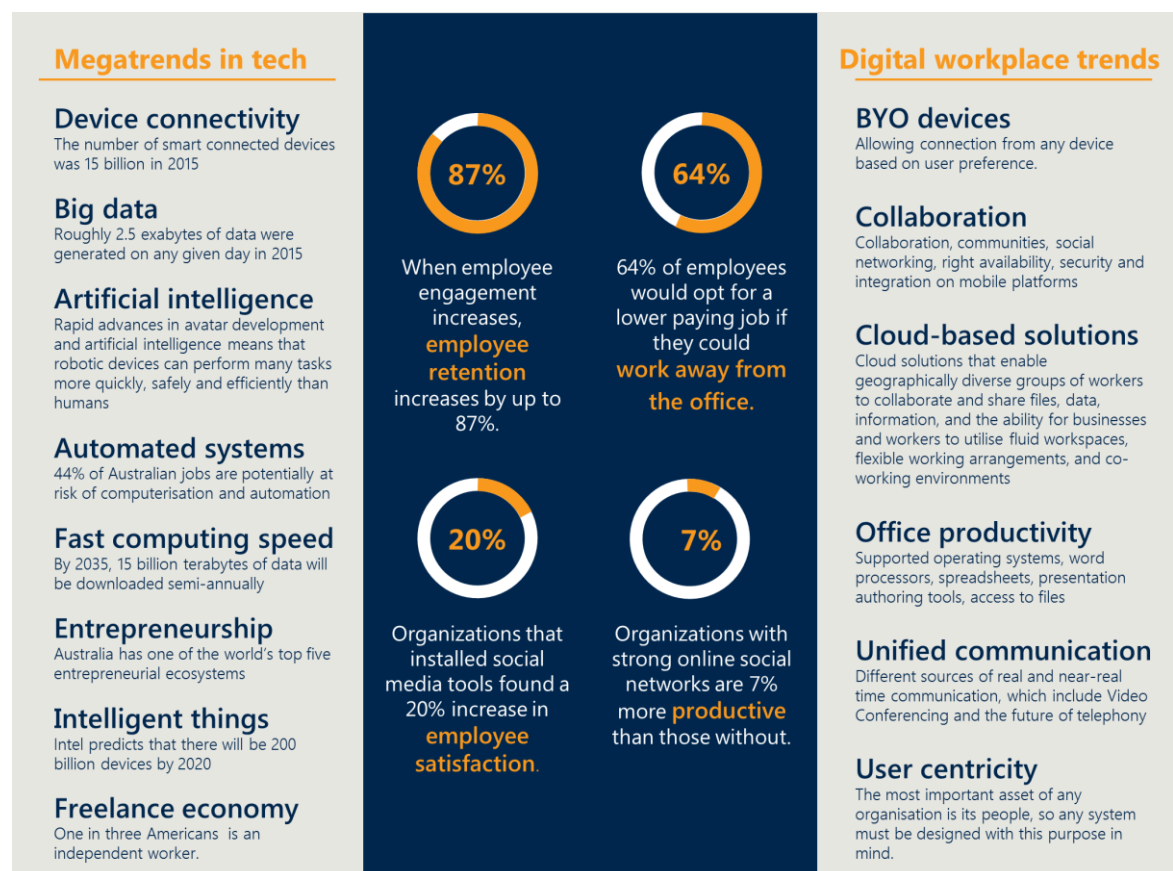 Megatrends in tech
Device connectivity
The number of smart connected devices
was 15 billion in 2015
Big data
Roughly 2.5 exabytes of data were
generated on any given day in 2015
Artificial intelligence
Rapid advances in avatar development
and artificial intelligence means that
robotic devices can perform many tasks
more quickly, safely and efficiently than
humans
Automated systems
44% of Australian jobs are potentially at
risk of computerisation and automation
Fast computing speed
By 2035, 15 billion terabytes of data will
be downloaded semi-annually
Entrepreneurship
Australia has one of the world's top five
entrepreneurial ecosystems
Intelligent things
Intel predicts that there will be 200
billion devices by 2020
Freelance economy
One in three Americans is an
independent worker.
87%
When employee
engagement
increases,
employee
retention
increases by up to
87%.
64%
64% of employees
would opt for a
lower paying job if
they could
work away from
the office.
20%
Organizations that
installed social
media tools found a
20% increase in
employee
satisfaction.
7%
Organizations with
strong online social
networks are 7%
more productive
than those without.
Digital workplace trends
BYO devices
Allowing connection from any device
based on user preference.
Collaboration
Collaboration, communities, social
networking, right availability, security and
integration on mobile platforms
Cloud-based solutions
Cloud solutions that enable
geographically diverse groups of workers
to collaborate and share files, data,
information, and the ability for businesses
and workers to utilise fluid workspaces,
flexible working arrangements, and co-
working environments
Office productivity
Supported operating systems, word
processors, spreadsheets, presentation
authoring tools, access to files
Unified communication
Different sources of real and near-real
time communication, which include Video
Conferencing and the future of telephony
User centricity
The most important asset of any
organisation is its people, so any system
must be designed with this purpose in
mind.